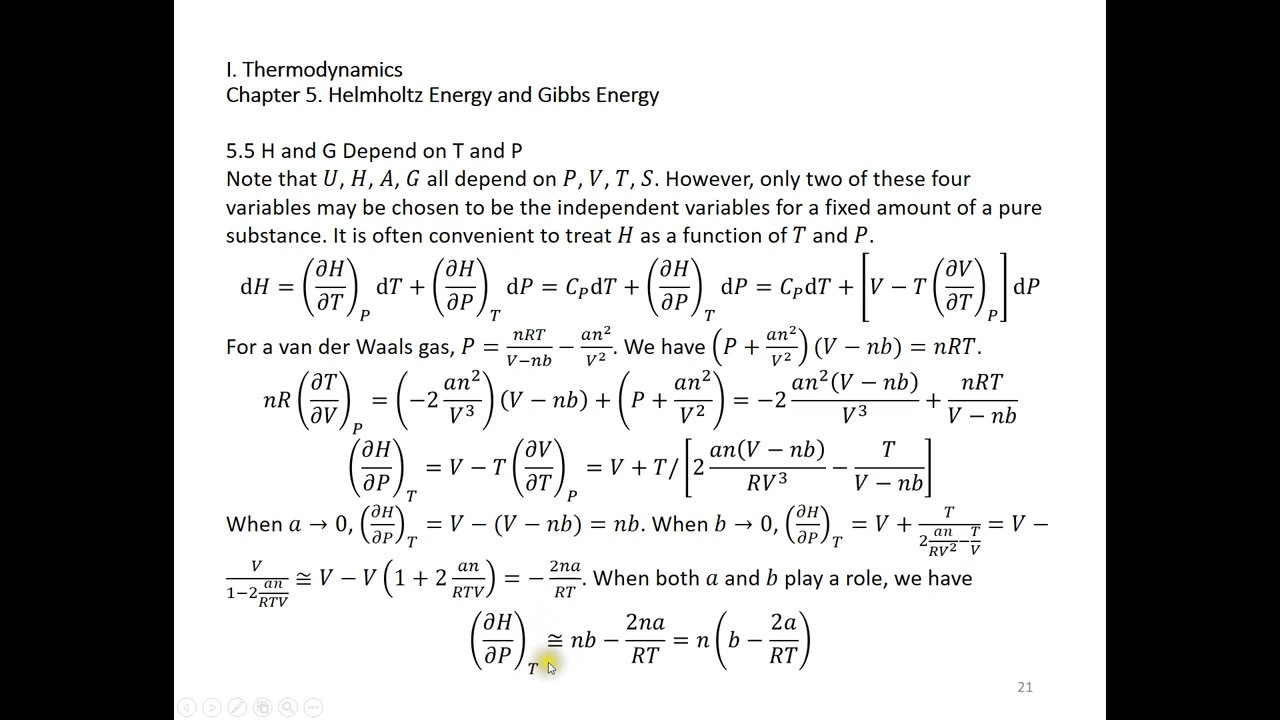 I. Thermodynamics
Chapter 5. Helmholtz Energy and Gibbs Energy
5.5 H and G Depend on T and P
Note that U, H, A, G all depend on P, V, T, S. However, only two of these four
variables may be chosen to be the independent variables for a fixed amount of a pure
substance. It is often convenient to treat H as a function of T and P.
dH = (∂H/∂T)_P dT + (∂H/∂P)_T dP = C_P dT + (∂H/∂P)_T dP = C_P dT + [V − T (∂V/∂T)_P] dP
For a van der Waals gas, P = nRT/(V−nb) − an²/V². We have (P + an²/V²)(V − nb) = nRT.
nR (∂T/∂V)_P = (−2 an²/V³)(V − nb) + (P + an²/V²) = −2 an²(V − nb)/V³ + nRT/(V − nb)
(∂H/∂P)_T = V − T (∂V/∂T)_P = V + T/[2 an(V − nb)/RV³ − T/(V − nb)]
When a → 0, (∂H/∂P)_T = V − (V − nb) = nb. When b → 0, (∂H/∂P)_T = V + T/(2 an/RV² − T/V) = V −
V/(1−2 an/RTV) ≅ V − V(1 + 2 an/RTV) = − 2na/RT. When both a and b play a role, we have
(∂H/∂P)_T ≅ nb − 2na/RT = n(b − 2a/RT)
21